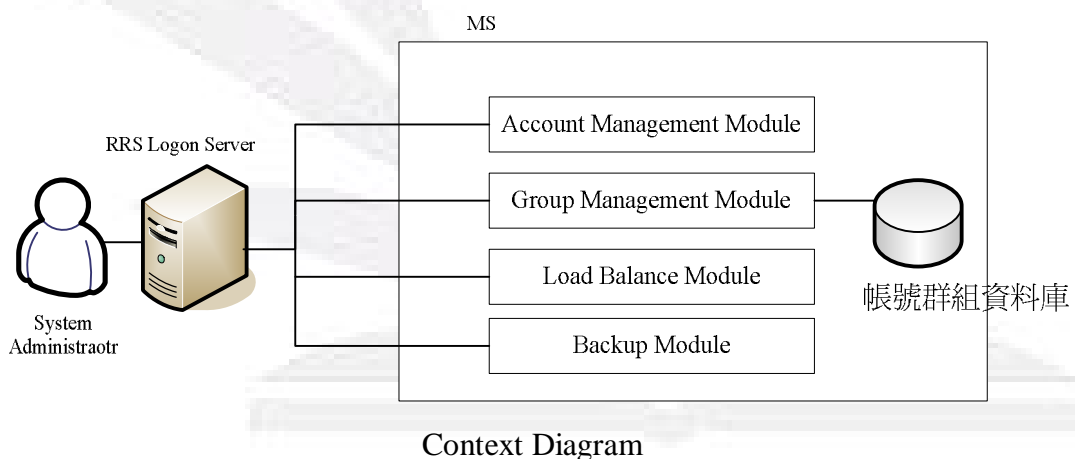 MS
RRS Logon Server
System
Administraotr
Account Management Module
Group Management Module
Load Balance Module
Backup Module
帳號群組資料庫
Context Diagram